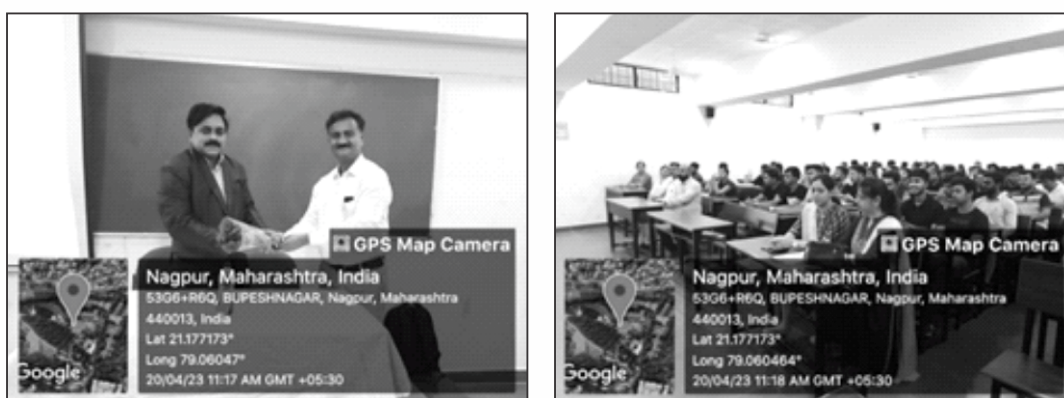 GPS Map Camera
Nagpur, Maharashtra, India
53G6+R6Q, BUPESHNAGAR, Nagpur, Maharashtra
440013, India
Lat 21.177173°
Long 79.06047°
20/04/23 11:17 AM GMT +05:30
Google
GPS Map Camera
Nagpur, Maharashtra, India
53G6+R6Q, BUPESHNAGAR, Nagpur, Maharashtra
440013, India
Lat 21.177173°
Long 79.060464°
20/04/23 11:18 AM GMT +05:30
Google